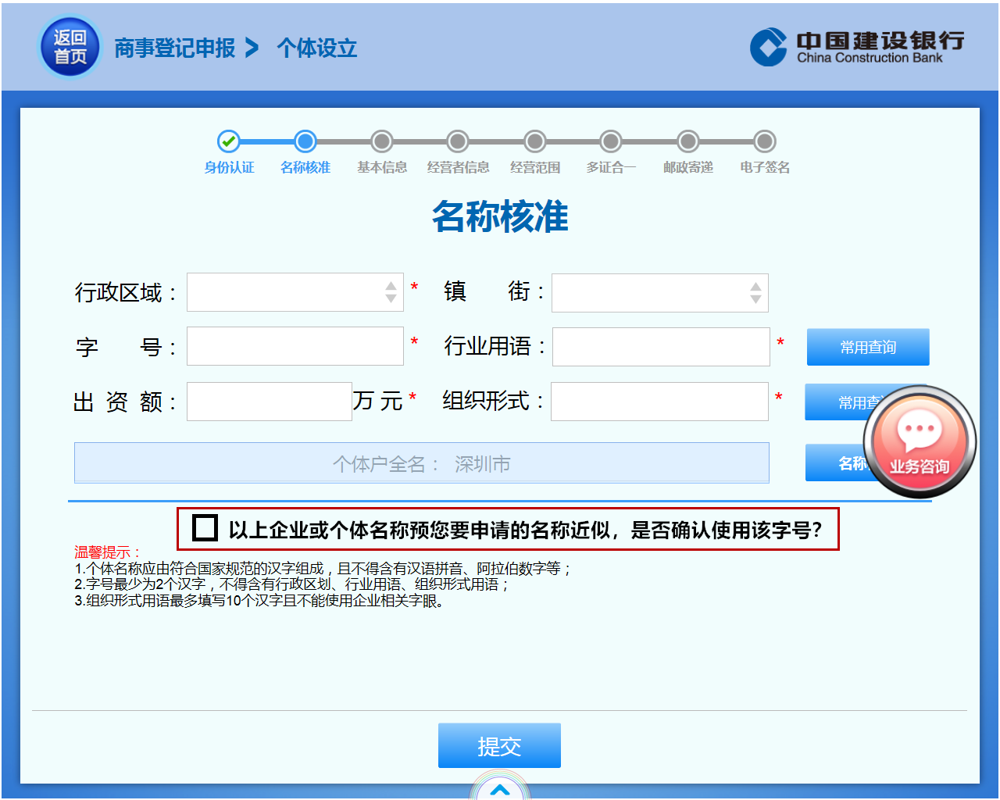 返回
首页
商事登记申报 > 个体设立
中国建设银行
China Construction Bank
身份认证 名称核准 基本信息 经营者信息 经营范围 多证合一 邮政寄递 电子签名
名称核准
行政区域： * 镇 街：
字 号： * 行业用语： * 常用查询
出 资 额： 万 元 * 组织形式： * 常用查
个体户全名： 深圳市 名称
业务咨询
以上企业或个体名称预您要申请的名称近似，是否确认使用该字号？
温馨提示：
1.个体名称应由符合国家规范的汉字组成，且不得含有汉语拼音、阿拉伯数字等；
2.字号最少为2个汉字，不得含有行政区划、行业用语、组织形式用语；
3.组织形式用语最多填写10个汉字且不能使用企业相关字眼。
提交